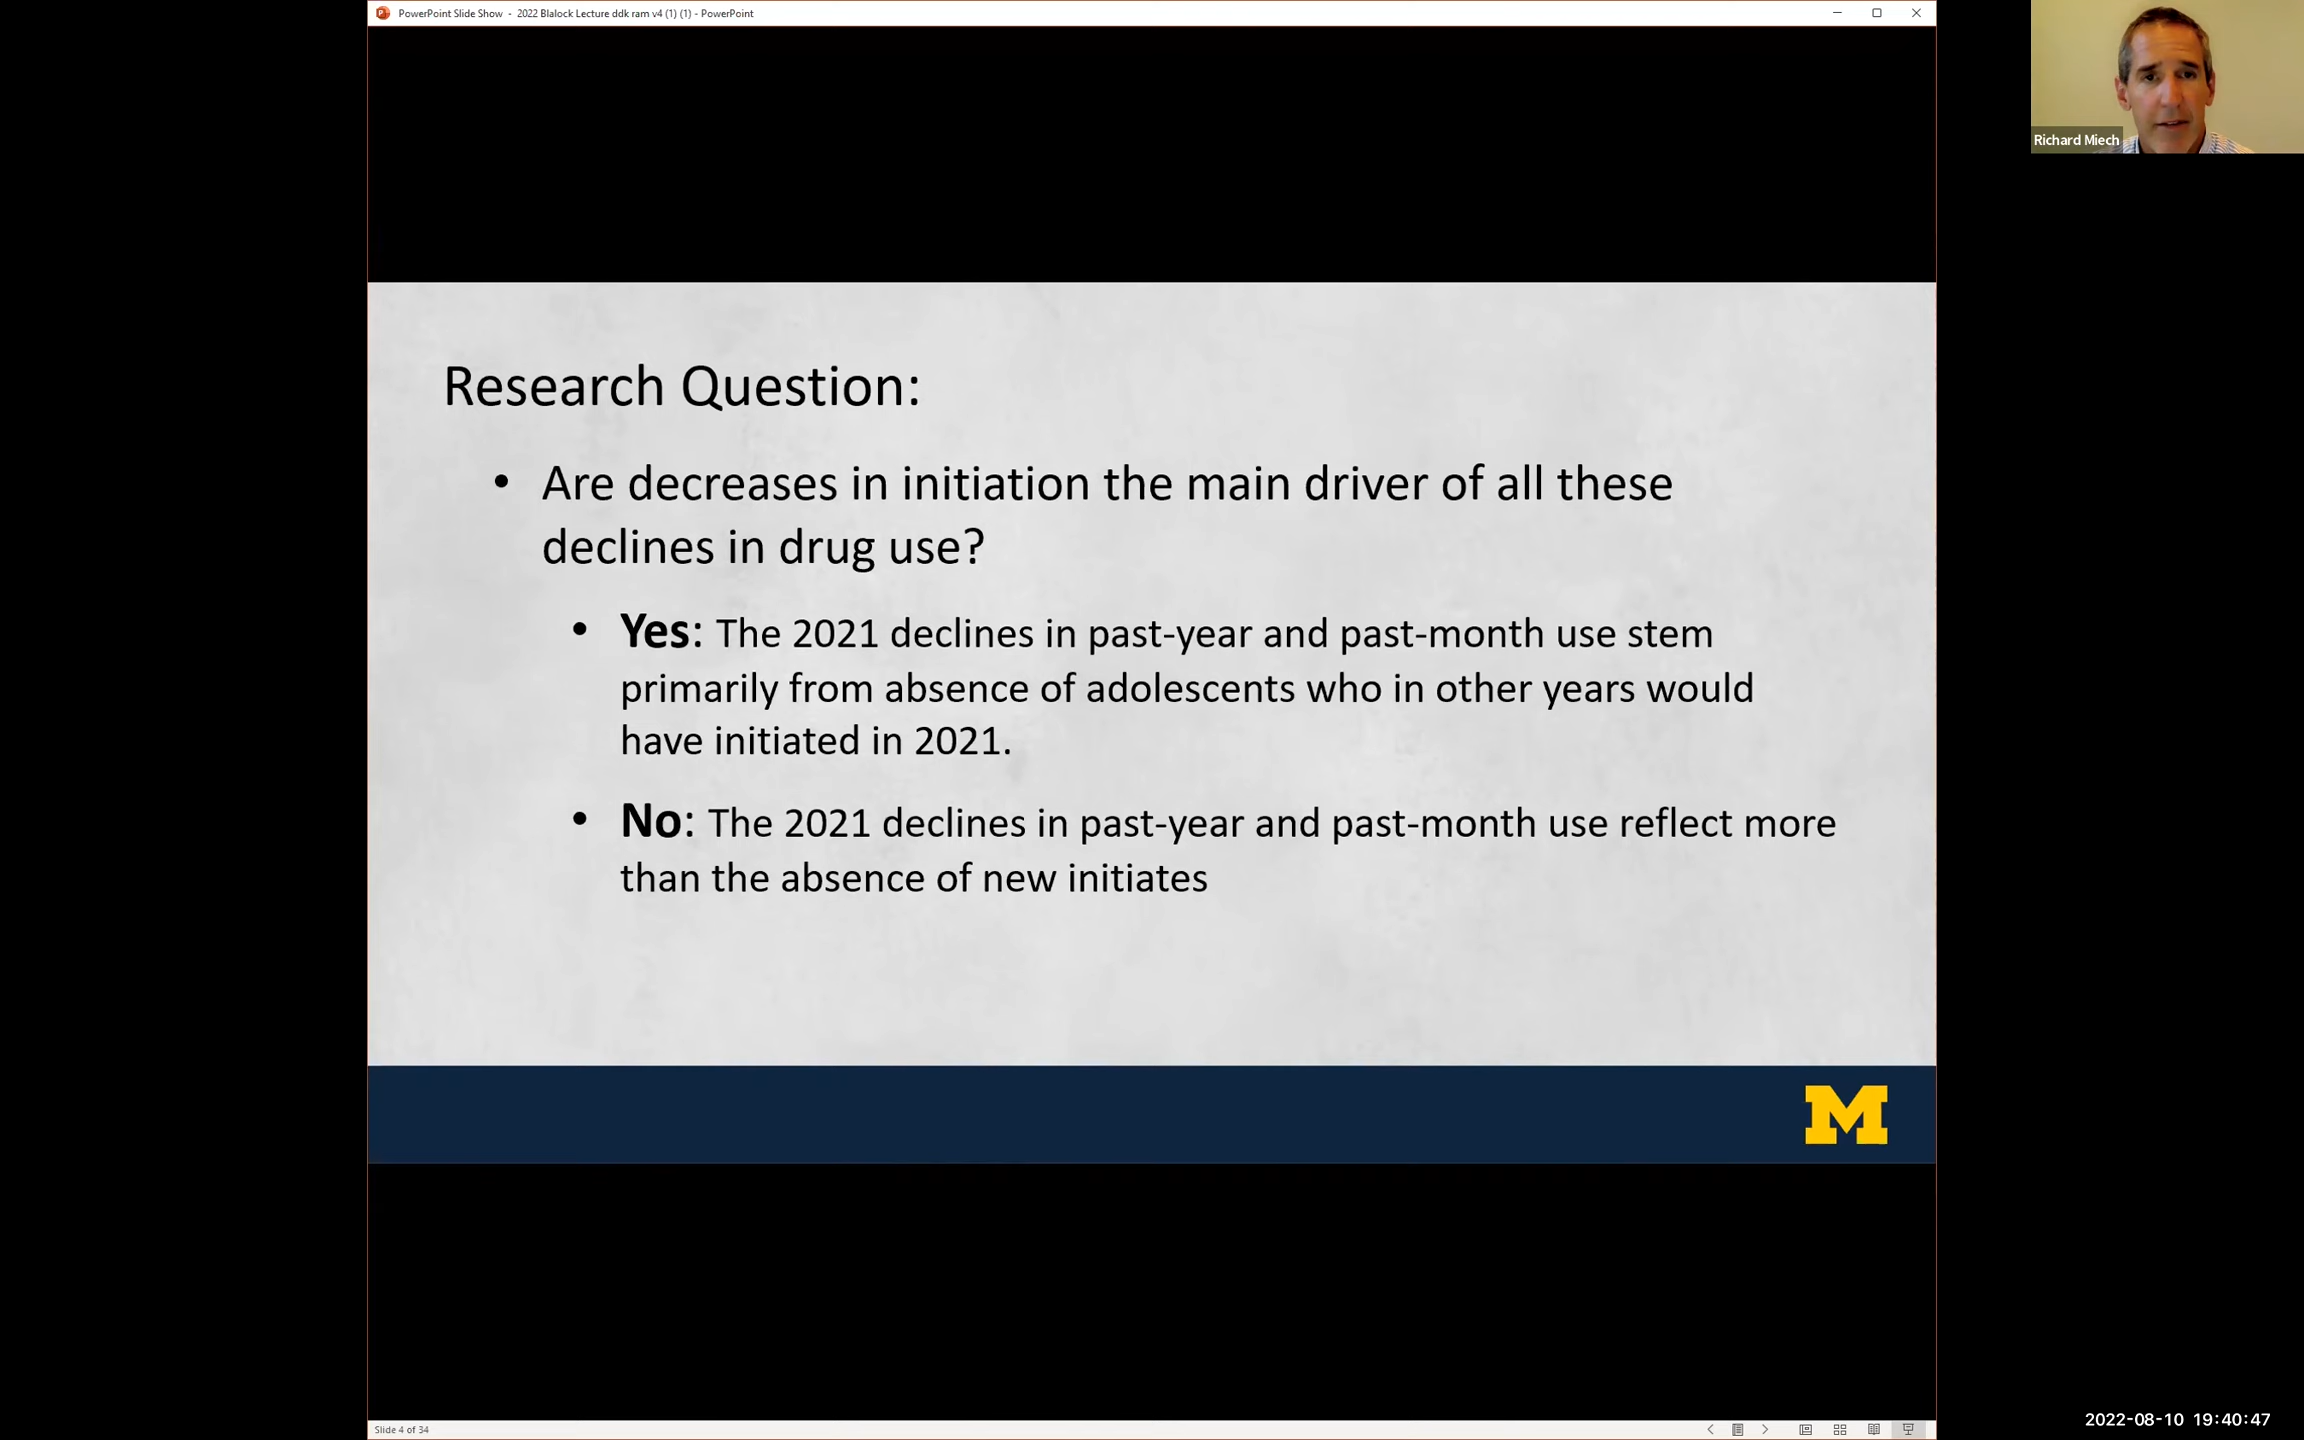 PowerPoint Slide Show - 2022 Blalock Lecture ddk ram v4 (1) (1) - PowerPoint
Richard Miech
Research Question:
• Are decreases in initiation the main driver of all these
declines in drug use?
• Yes: The 2021 declines in past-year and past-month use stem
primarily from absence of adolescents who in other years would
have initiated in 2021.
• No: The 2021 declines in past-year and past-month use reflect more
than the absence of new initiates
M
Slide 4 of 34
2022-08-10 19:40:47